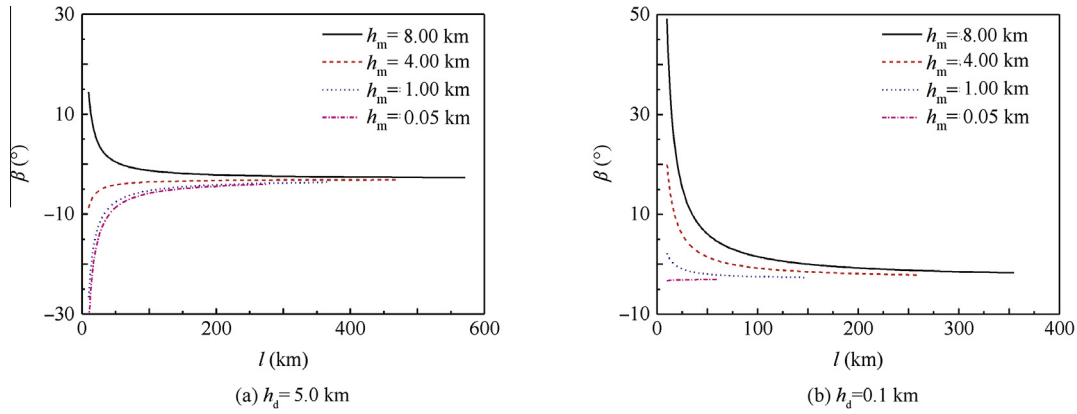 30
10
−10
−30
β (°)
h_m = 8.00 km
h_m = 4.00 km
h_m = 1.00 km
h_m = 0.05 km
0 200 400 600
l (km)
(a) h_d = 5.0 km
50
40
30
20
10
0
−10
β (°)
h_m = 8.00 km
h_m = 4.00 km
h_m = 1.00 km
h_m = 0.05 km
0 100 200 300 400
l (km)
(b) h_d=0.1 km